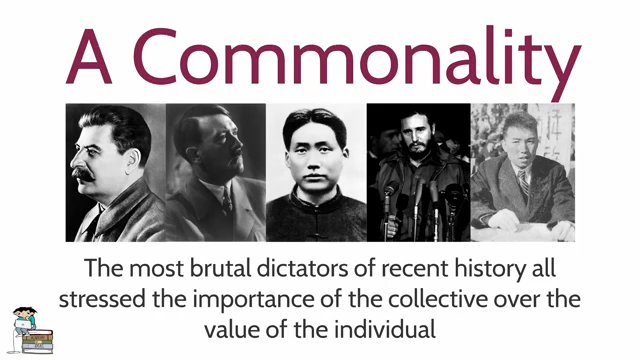 A Commonality
The most brutal dictators of recent history all
stressed the importance of the collective over the
value of the individual